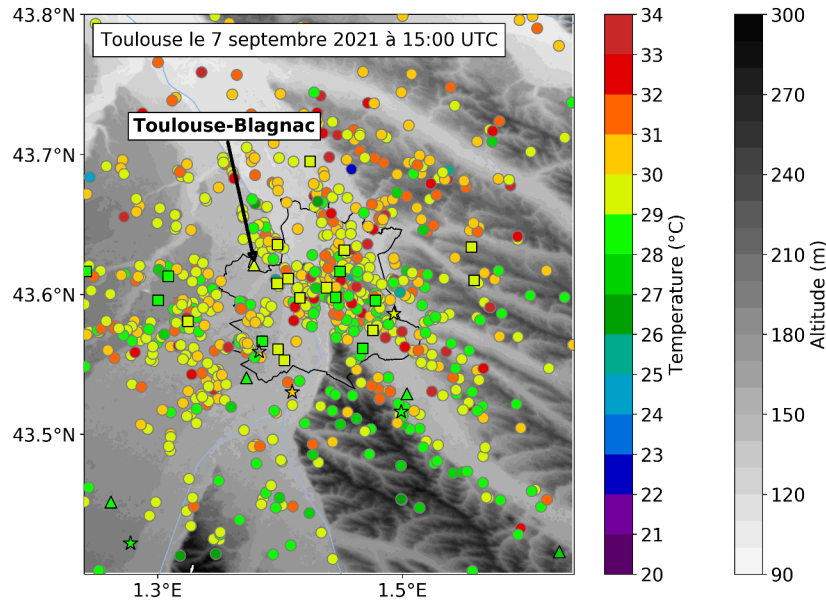 Toulouse le 7 septembre 2021 à 15:00 UTC
Toulouse-Blagnac
43.8°N
43.7°N
43.6°N
43.5°N
1.3°E
1.5°E
34
33
32
31
30
29
28
27
26
25
24
23
22
21
20
Temperature (°C)
300
270
240
210
180
150
120
90
Altitude (m)